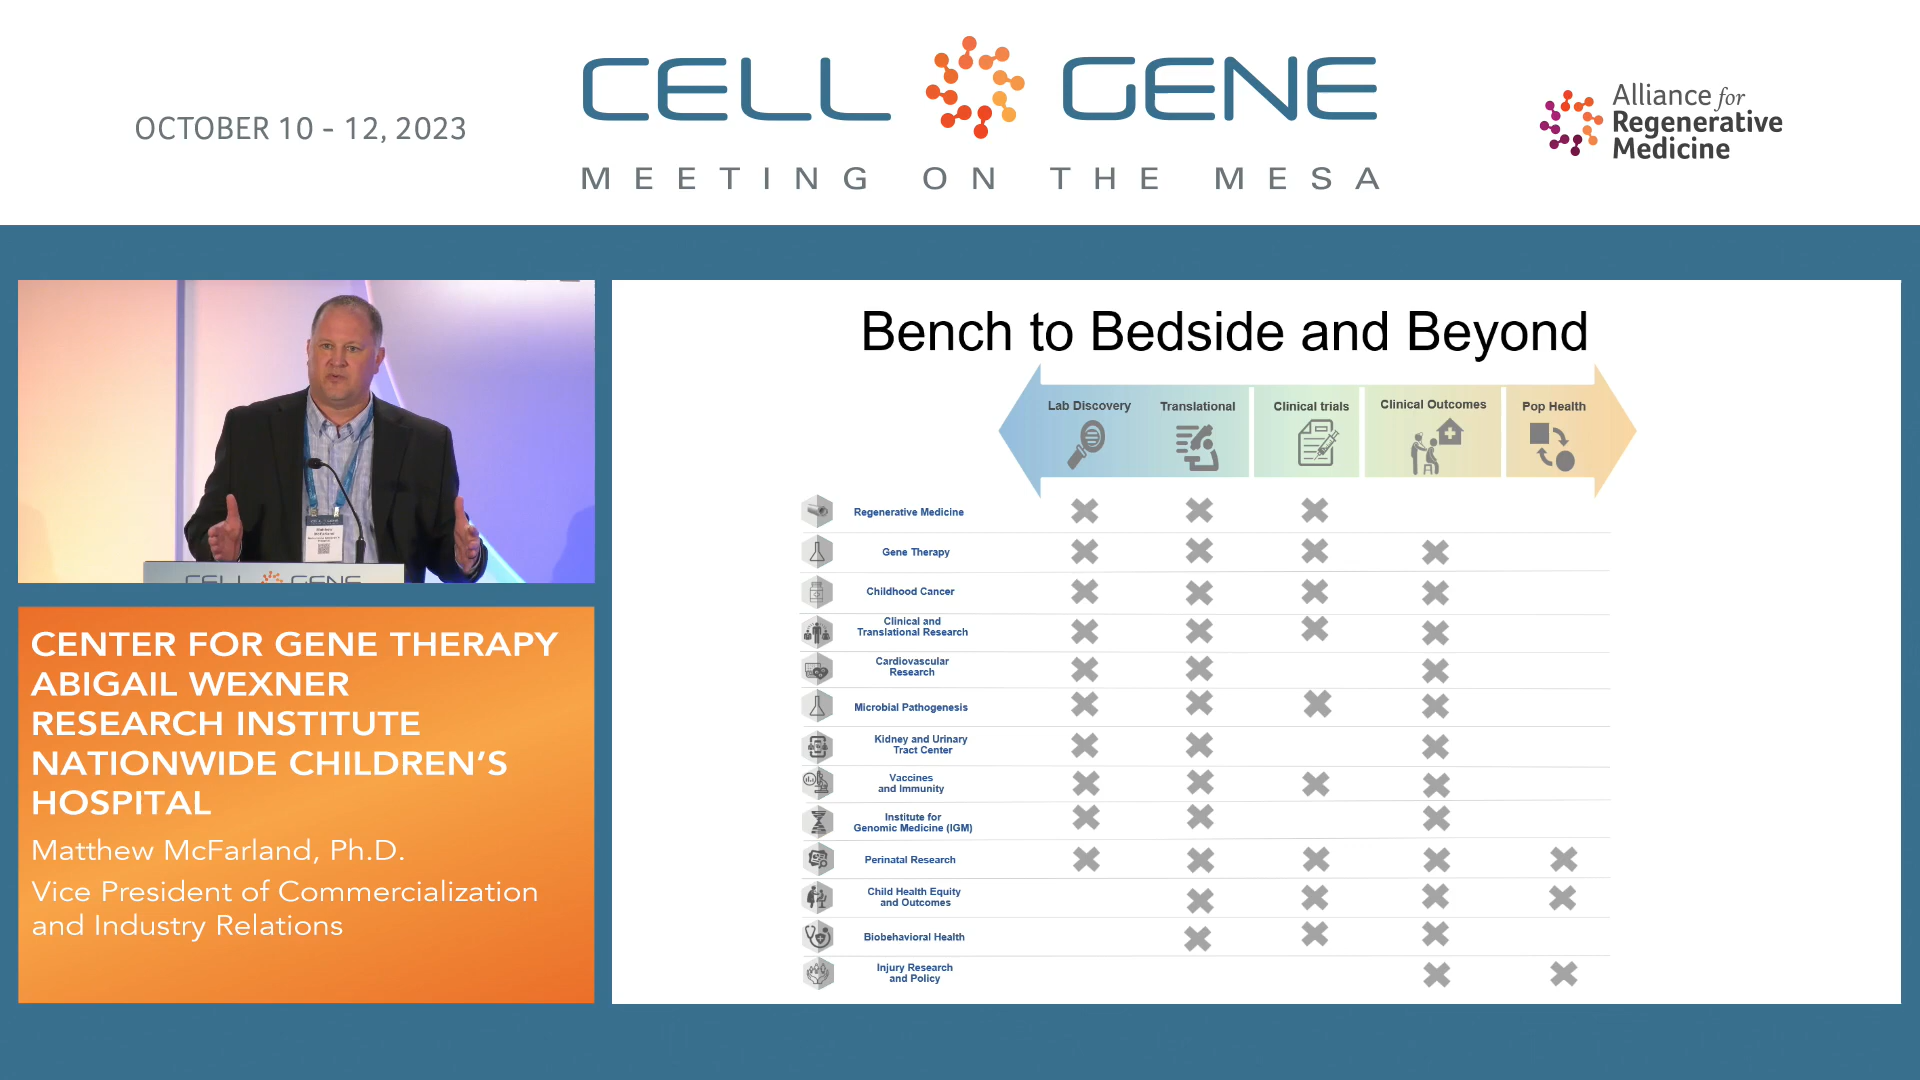 OCTOBER 10 - 12, 2023
CELL GENE
MEETING ON THE MESA
Alliance for
Regenerative
Medicine
CELL GENE
CENTER FOR GENE THERAPY
ABIGAIL WEXNER
RESEARCH INSTITUTE
NATIONWIDE CHILDREN'S
HOSPITAL
Matthew McFarland, Ph.D.
Vice President of Commercialization
and Industry Relations
Bench to Bedside and Beyond
Lab Discovery Translational Clinical trials Clinical Outcomes Pop Health
Regenerative Medicine
Gene Therapy
Childhood Cancer
Clinical and
Translational Research
Cardiovascular
Research
Microbial Pathogenesis
Kidney and Urinary
Tract Center
Vaccines
and Immunity
Institute for
Genomic Medicine (IGM)
Perinatal Research
Child Health Equity
and Outcomes
Biobehavioral Health
Injury Research
and Policy